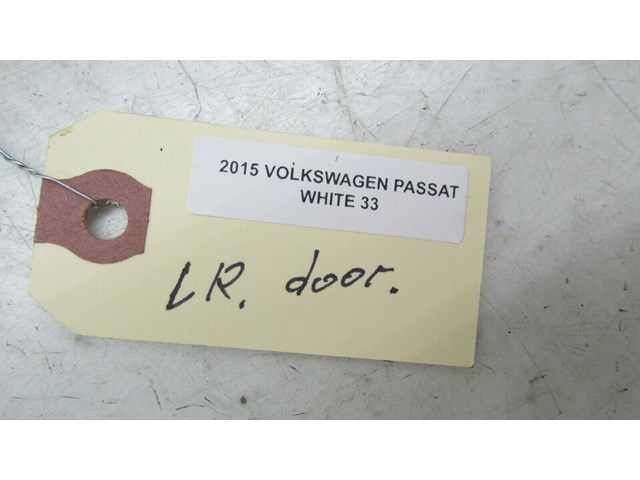 2015 VOLKSWAGEN PASSAT
WHITE 33
LR. door.